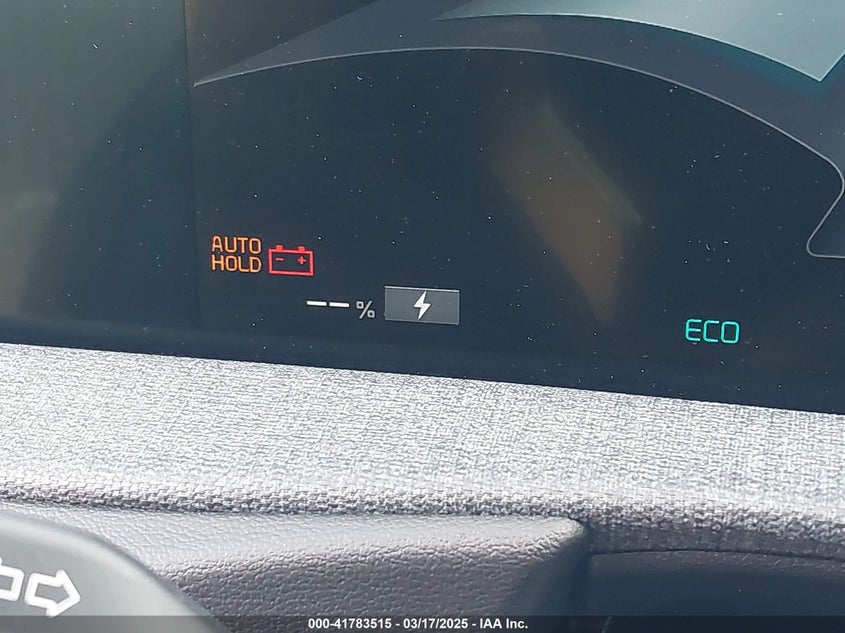 AUTO
HOLD
--%
ECO
000-41783515 - 03/17/2025 - IAA Inc.